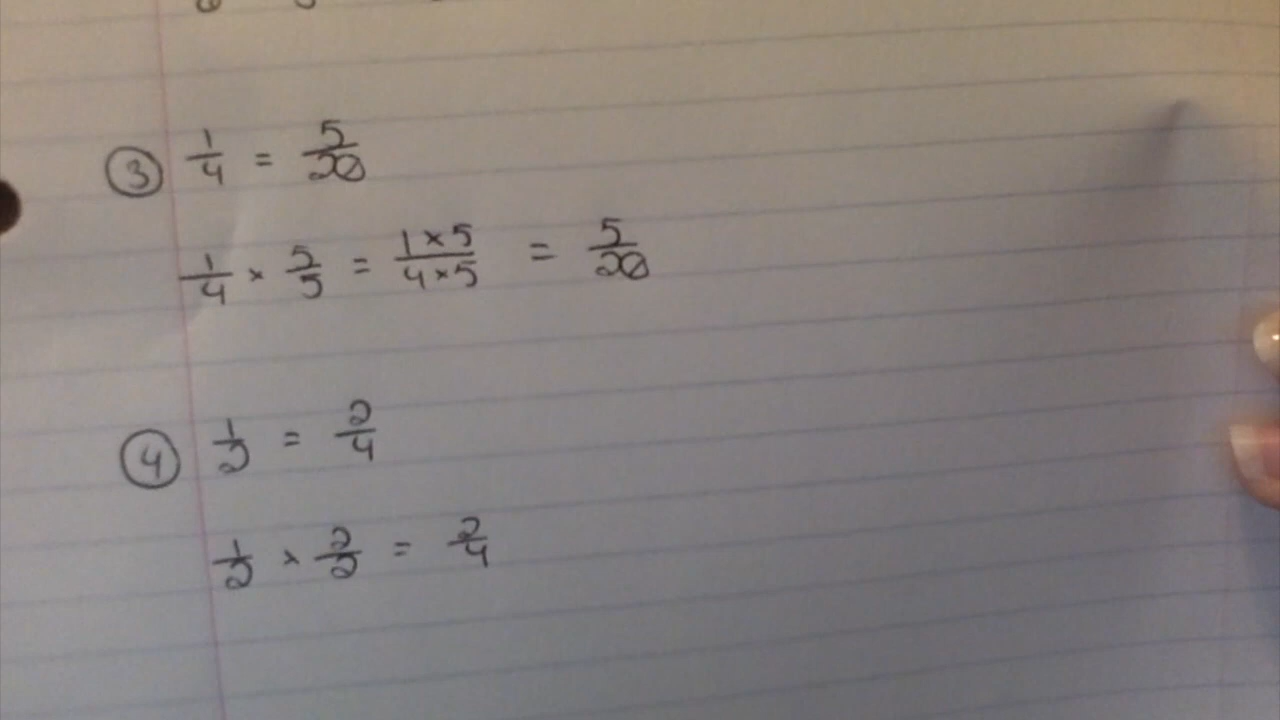 ③ 1/4 = 5/20
1/4 × 5/5 = 1×5/4×5 = 5/20
④ 1/2 = 2/4
1/2 × 2/2 = 2/4